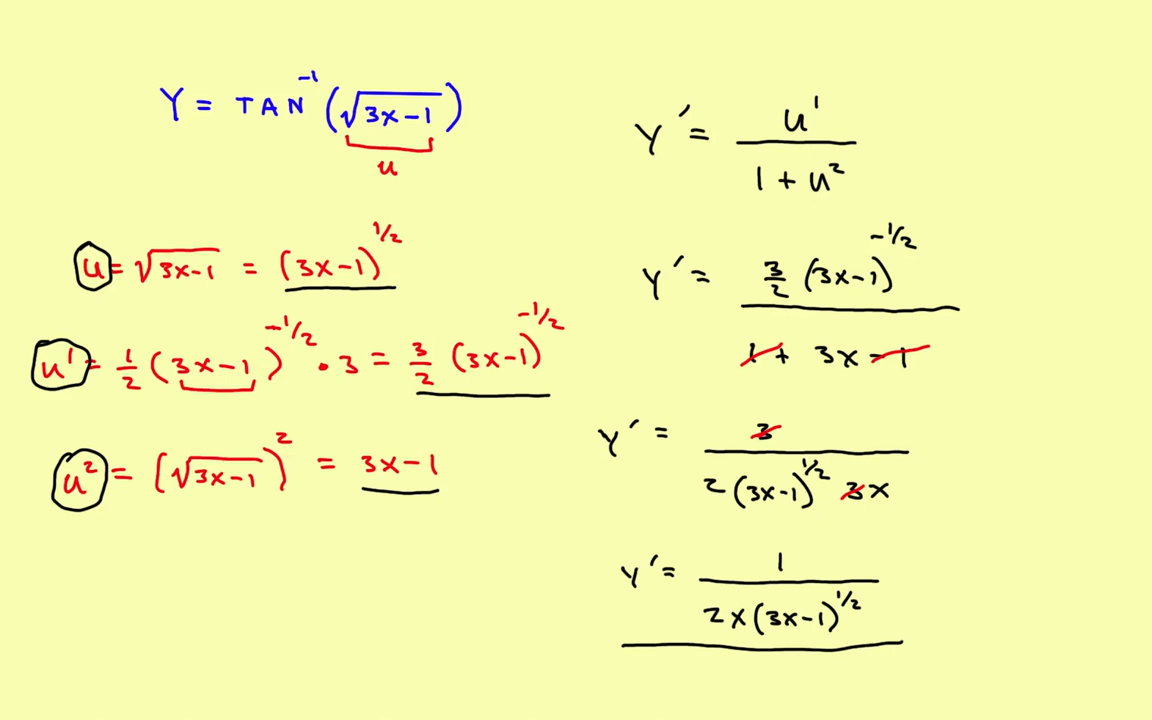 Y = TAN⁻¹(√(3x-1))
u
u = √(3x-1) = (3x-1)^(1/2)
u' = 1/2 (3x-1)^(-1/2) · 3 = 3/2 (3x-1)^(-1/2)
u² = (√(3x-1))² = 3x-1
Y' = u' / (1 + u²)
Y' = 3/2 (3x-1)^(-1/2) / (1 + 3x - 1)
Y' = 3 / (2(3x-1)^(1/2) 3x)
Y' = 1 / (2x(3x-1)^(1/2))